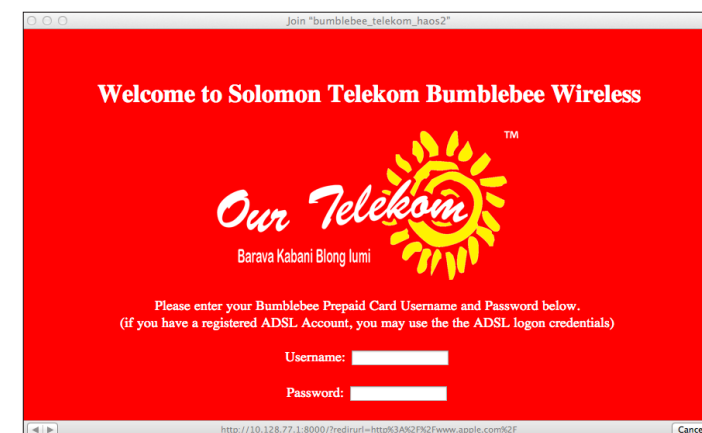 Join "bumblebee_telekom_haos2"
Welcome to Solomon Telekom Bumblebee Wireless
TM
Our Telekom
Barava Kabani Blong Iumi
Please enter your Bumblebee Prepaid Card Username and Password below.
(if you have a registered ADSL Account, you may use the the ADSL logon credentials)
Username:
Password:
http://10.128.77.1:8000/?redirurl=http%3A%2F%2Fwww.apple.com%2F
Cance